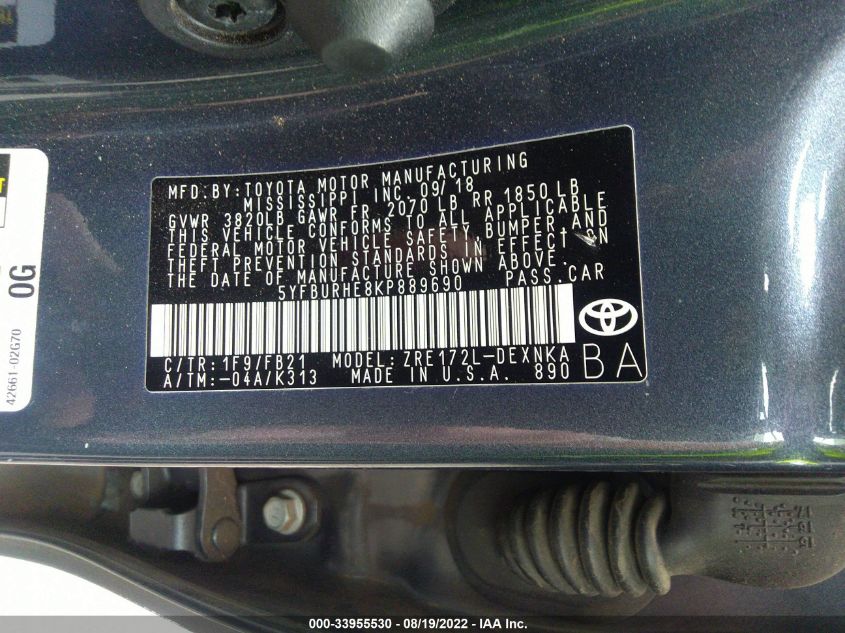 MFD.BY:TOYOTA MOTOR MANUFACTURING
MISSISSIPPI INC. 09/18
GVWR 3820LB GAWR FR. 2070 LB RR 1850 LB
THIS VEHICLE CONFORMS TO ALL APPLICABLE
FEDERAL MOTOR VEHICLE SAFETY, BUMPER AND
THEFT PREVENTION STANDARDS IN EFFECT ON
THE DATE OF MANUFACTURE SHOWN ABOVE.
5YFBURHE8KP889690 PASS.CAR
C/TR:1F9/FB21 MODEL:ZRE172L-DEXNKA
A/TM:-04A/K313 MADE IN U.S.A. 890
BA
0G
42661-02G70
000-33955530 - 08/19/2022 - IAA Inc.